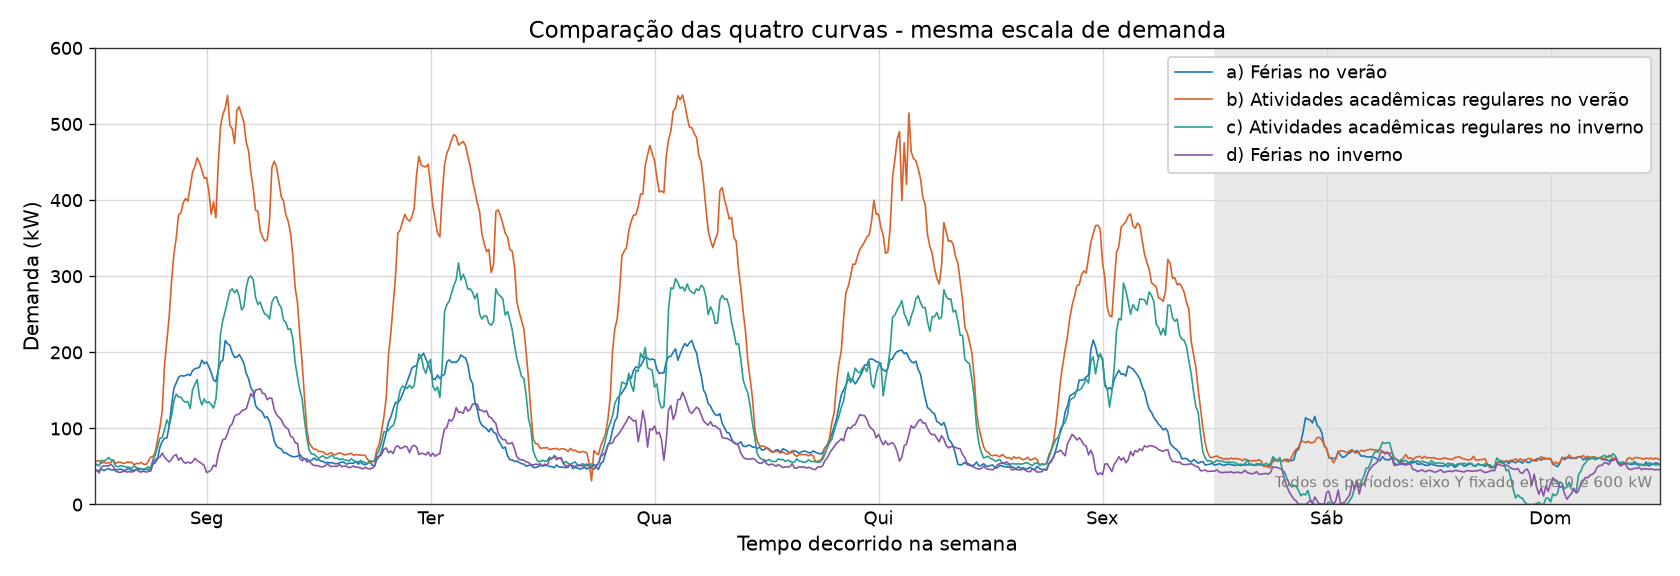 Comparação das quatro curvas - mesma escala de demanda
600
500
400
300
200
100
0
Demanda (kW)
a) Férias no verão
b) Atividades acadêmicas regulares no verão
c) Atividades acadêmicas regulares no inverno
d) Férias no inverno
Todos os períodos: eixo Y fixado entre 0 e 600 kW
Seg Ter Qua Qui Sex Sáb Dom
Tempo decorrido na semana